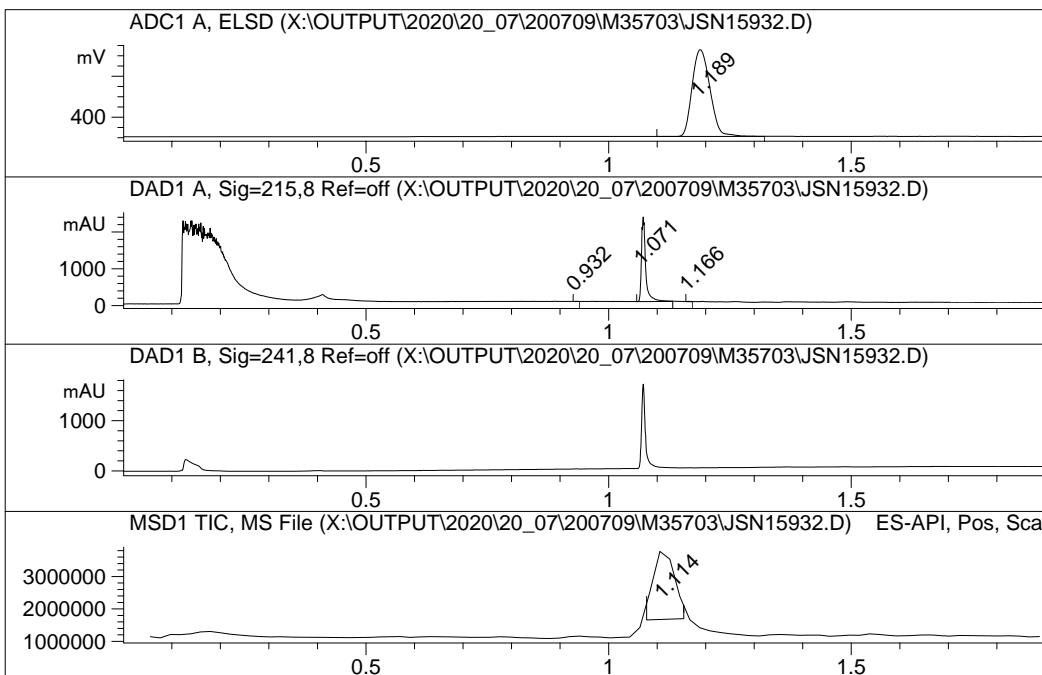 ADC1 A, ELSD (X:\OUTPUT\2020\20_07\200709\M35703\JSN15932.D)
mV
400
1.189
0.5 1 1.5
DAD1 A, Sig=215,8 Ref=off (X:\OUTPUT\2020\20_07\200709\M35703\JSN15932.D)
mAU
1000
0
0.932 1.071 1.166
0.5 1 1.5
DAD1 B, Sig=241,8 Ref=off (X:\OUTPUT\2020\20_07\200709\M35703\JSN15932.D)
mAU
1000
0
0.5 1 1.5
MSD1 TIC, MS File (X:\OUTPUT\2020\20_07\200709\M35703\JSN15932.D) ES-API, Pos, Sca
3000000
2000000
1000000
1.114
0.5 1 1.5